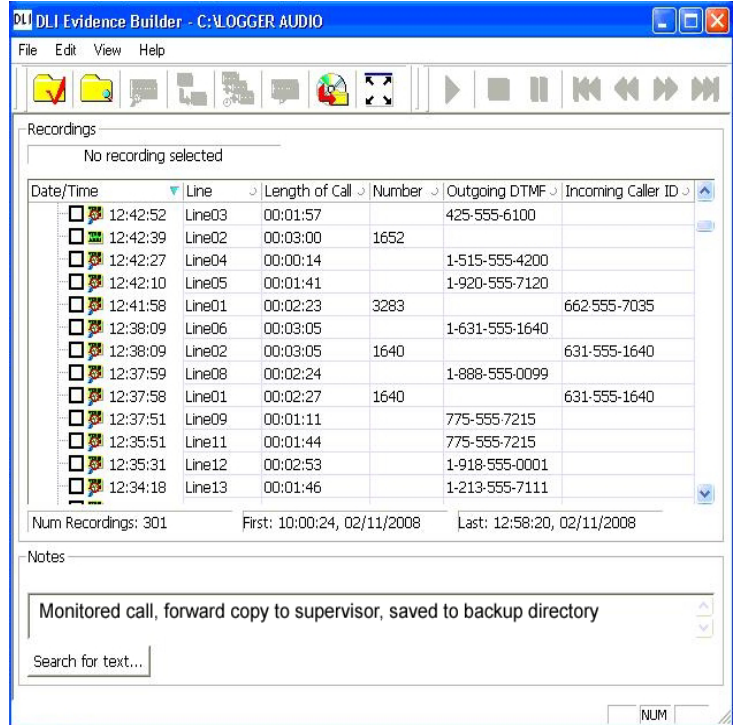 DLI DLI Evidence Builder - C:\LOGGER AUDIO
File Edit View Help
Recordings
No recording selected
Date/Time Line Length of Call Number Outgoing DTMF Incoming Caller ID
12:42:52 Line03 00:01:57 425-555-6100
12:42:39 Line02 00:03:00 1652
12:42:27 Line04 00:00:14 1-515-555-4200
12:42:10 Line05 00:01:41 1-920-555-7120
12:41:58 Line01 00:02:23 3283 662-555-7035
12:38:09 Line06 00:03:05 1-631-555-1640
12:38:09 Line02 00:03:05 1640 631-555-1640
12:37:59 Line08 00:02:24 1-888-555-0099
12:37:58 Line01 00:02:27 1640 631-555-1640
12:37:51 Line09 00:01:11 775-555-7215
12:35:51 Line11 00:01:44 775-555-7215
12:35:31 Line12 00:02:53 1-918-555-0001
12:34:18 Line13 00:01:46 1-213-555-7111
Num Recordings: 301 First: 10:00:24, 02/11/2008 Last: 12:58:20, 02/11/2008
Notes
Monitored call, forward copy to supervisor, saved to backup directory
Search for text...
NUM